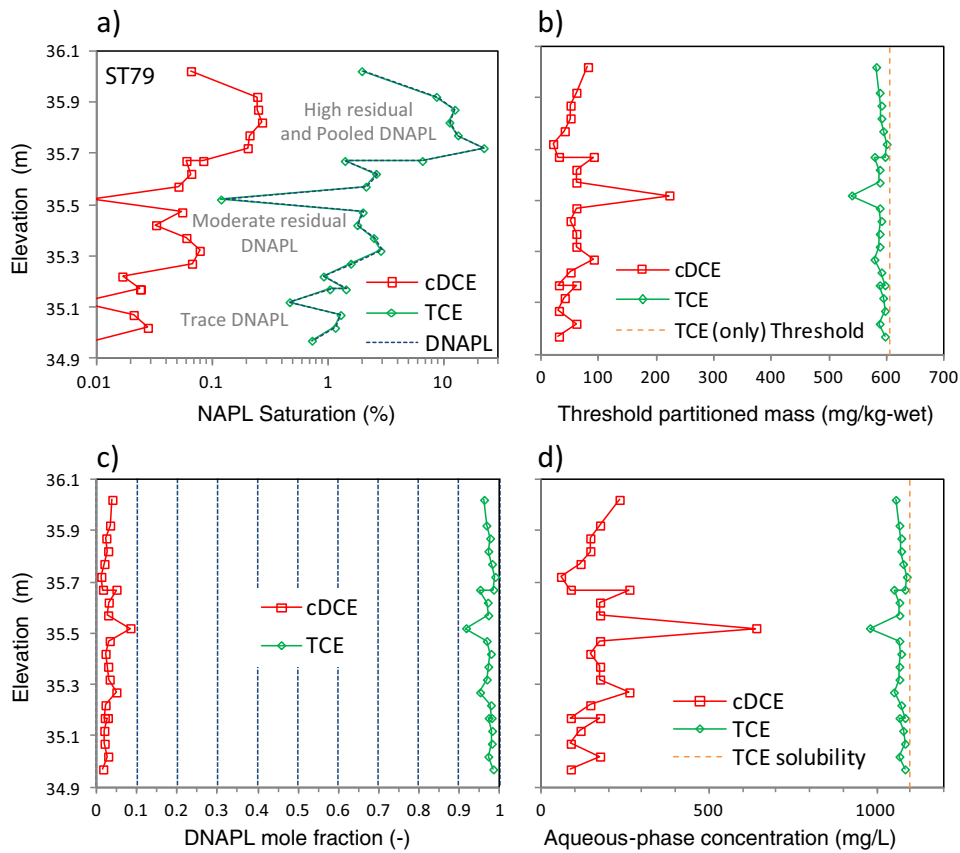 a)
ST79
36.1
35.9
35.7
35.5
35.3
35.1
34.9
Elevation (m)
High residual
and Pooled DNAPL
Moderate residual
DNAPL
Trace DNAPL
cDCE
TCE
DNAPL
0.01
0.1
1
10
NAPL Saturation (%)
b)
cDCE
TCE
TCE (only) Threshold
0
100
200
300
400
500
600
700
Threshold partitioned mass (mg/kg-wet)
c)
36.1
35.9
35.7
35.5
35.3
35.1
34.9
Elevation (m)
cDCE
TCE
0
0.1
0.2
0.3
0.4
0.5
0.6
0.7
0.8
0.9
1
DNAPL mole fraction (-)
d)
cDCE
TCE
TCE solubility
0
500
1000
Aqueous-phase concentration (mg/L)